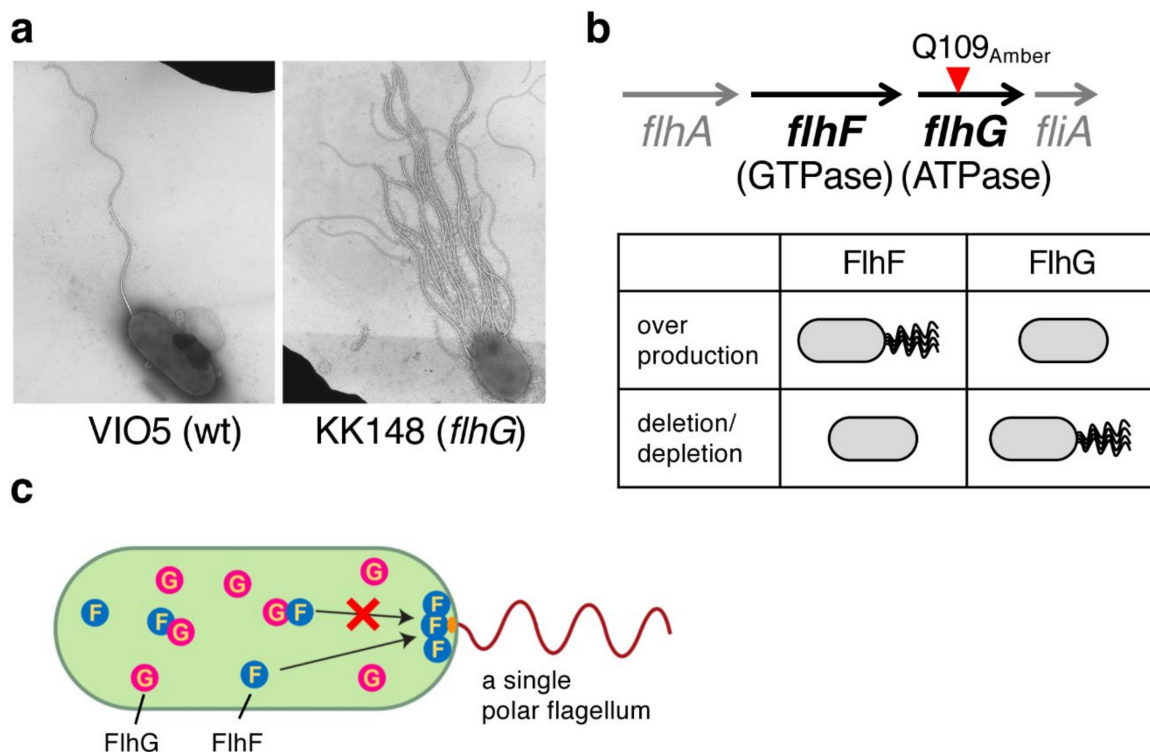 a
VIO5 (wt)
KK148 (flhG)
b
Q109Amber
flhA
flhF
flhG
fliA
(GTPase)
(ATPase)
FlhF
FlhG
over
production
deletion/
depletion
c
G
G
G
F
G
F
F
G
F
F
F
G
F
G
FlhG
FlhF
a single
polar flagellum